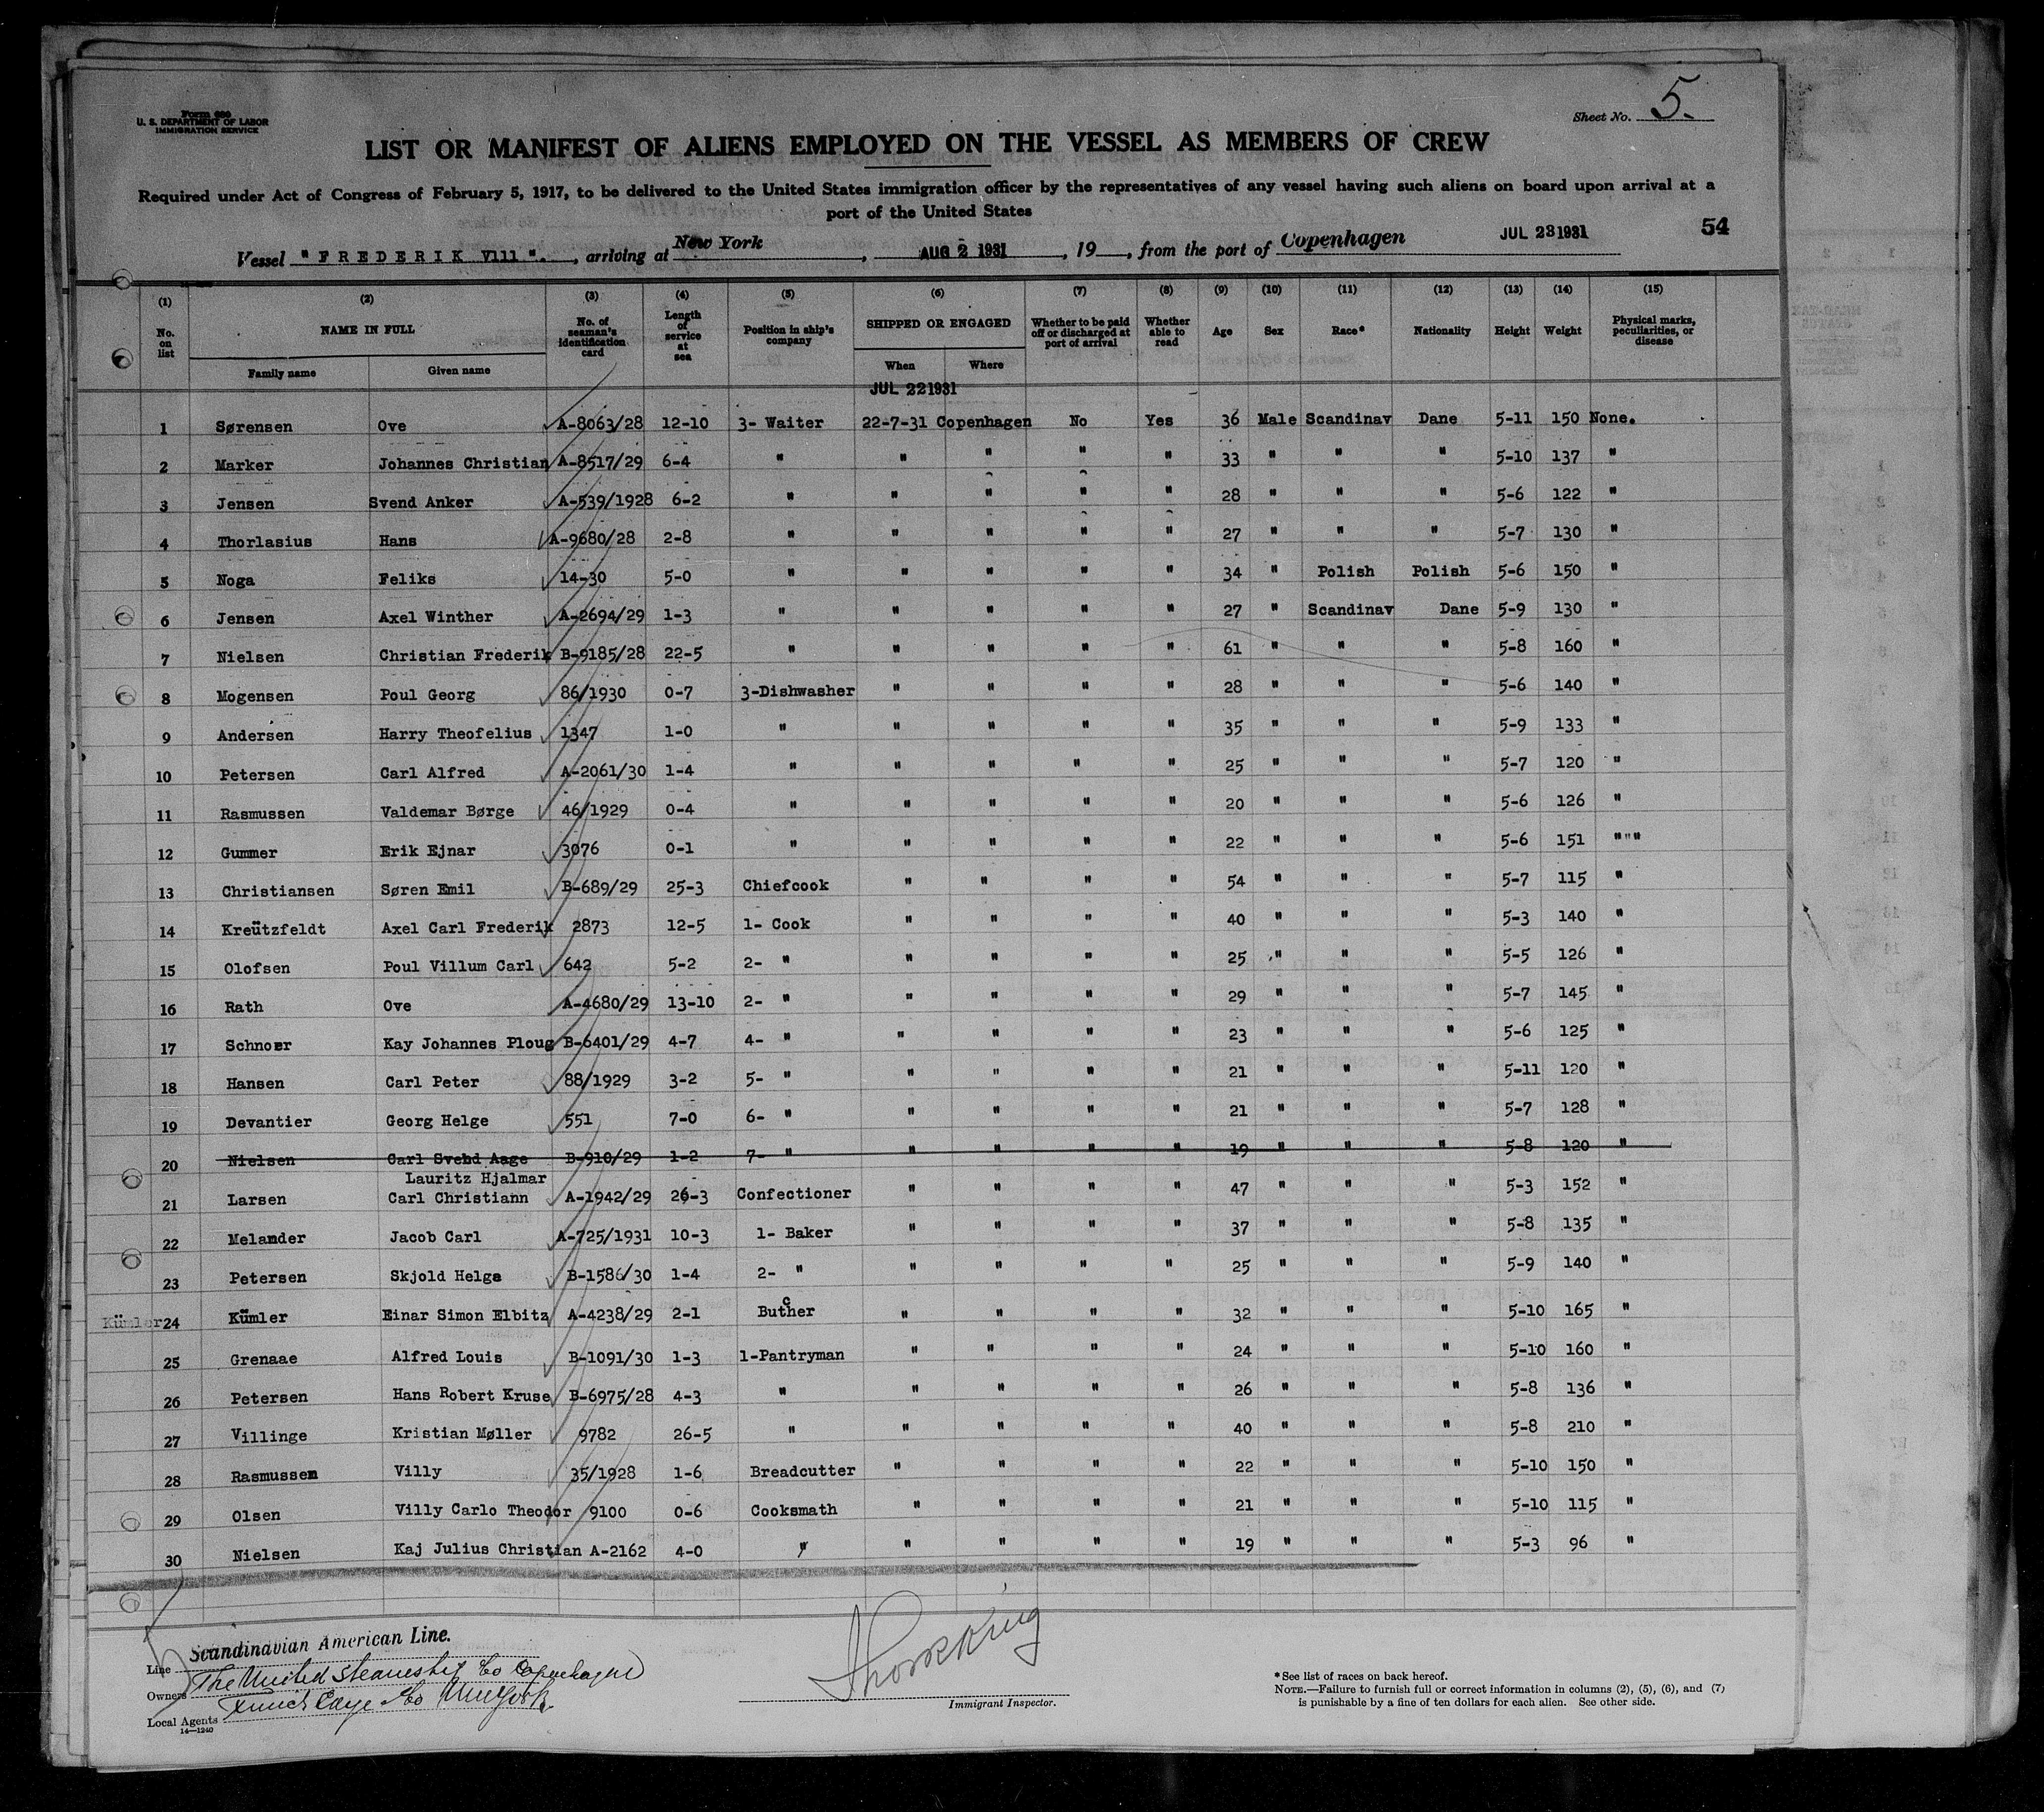 Form 680
U. S. DEPARTMENT OF LABOR
IMMIGRATION SERVICE
Sheet No. 5.
LIST OR MANIFEST OF ALIENS EMPLOYED ON THE VESSEL AS MEMBERS OF CREW
Required under Act of Congress of February 5, 1917, to be delivered to the United States immigration officer by the representatives of any vessel having such aliens on board upon arrival at a
port of the United States
54
Vessel "FREDERIK Vlll"., arriving at New York, AUG 2 1931, 19__, from the port of Copenhagen JUL 23 1931
(1) (2) (3) (4) (5) (6) (7) (8) (9) (10) (11) (12) (13) (14) (15)
No. on list NAME IN FULL No. of seaman's identification card Length of service at sea Position in ship's company SHIPPED OR ENGAGED Whether to be paid off or discharged at port of arrival Whether able to read Age Sex Race* Nationality Height Weight Physical marks, peculiarities, or disease
Family name Given name When Where
JUL 22 1931
1 Sørensen Ove A-8063/28 12-10 3- Waiter 22-7-31 Copenhagen No Yes 36 Male Scandinav Dane 5-11 150 None.
2 Marker Johannes Christian A-8517/29 6-4 " " " " " 33 " " " 5-10 137 "
3 Jensen Svend Anker A-539/1928 6-2 " " " " " 28 " " " 5-6 122 "
4 Thorlasius Hans A-9680/28 2-8 " " " " " 27 " " " 5-7 130 "
5 Noga Feliks 14-30 5-0 " " " " " 34 " Polish Polish 5-6 150 "
6 Jensen Axel Winther A-2694/29 1-3 " " " " " 27 " Scandinav Dane 5-9 130 "
7 Nielsen Christian Frederik B-9185/28 22-5 " " " " " 61 " " " 5-8 160 "
8 Mogensen Poul Georg 86/1930 0-7 3-Dishwasher " " " " 28 " " " 5-6 140 "
9 Andersen Harry Theofelius 1347 1-0 " " " " " 35 " " " 5-9 133 "
10 Petersen Carl Alfred A-2061/30 1-4 " " " " " 25 " " " 5-7 120 "
11 Rasmussen Valdemar Børge 46/1929 0-4 " " " " " 20 " " " 5-6 126 "
12 Gummer Erik Ejnar 3076 0-1 " " " " " 22 " " " 5-6 151 " " "
13 Christiansen Søren Emil B-689/29 25-3 Chiefcook " " " " 54 " " " 5-7 115 "
14 Kreützfeldt Axel Carl Frederik 2873 12-5 1- Cook " " " " 40 " " " 5-3 140 "
15 Olofsen Poul Villum Carl 642 5-2 2- " " " " " 25 " " " 5-5 126 "
16 Rath Ove A-4680/29 13-10 2- " " " " " 29 " " " 5-7 145 "
17 Schnoer Kay Johannes Ploug B-6401/29 4-7 4- " " " " " 23 " " " 5-6 125 "
18 Hansen Carl Peter 88/1929 3-2 5- " " " " " 21 " " " 5-11 120 "
19 Devantier Georg Helge 551 7-0 6- " " " " " 21 " " " 5-7 128 "
20 Nielsen Carl Svend Aage B-910/29 1-2 7- " " " " " 19 " " " 5-8 120 "
Lauritz Hjalmar
21 Larsen Carl Christiann A-1942/29 26-3 Confectioner " " " " 47 " " " 5-3 152 "
22 Melander Jacob Carl A-725/1931 10-3 1- Baker " " " " 37 " " " 5-8 135 "
23 Petersen Skjold Helge B-1586/30 1-4 2- " " " " " 25 " " " 5-9 140 "
Kümler 24 Kümler Einar Simon Elbitz A-4238/29 2-1 Butcher " " " " 32 " " " 5-10 165 "
25 Grenaae Alfred Louis B-1091/30 1-3 1-Pantryman " " " " 24 " " " 5-10 160 "
26 Petersen Hans Robert Kruse B-6975/28 4-3 " " " " " 26 " " " 5-8 136 "
27 Villinge Kristian Møller 9782 26-5 " " " " " 40 " " " 5-8 210 "
28 Rasmussen Villy 35/1928 1-6 Breadcutter " " " " 22 " " " 5-10 150 "
29 Olsen Villy Carlo Theodor 9100 0-6 Cooksmath " " " " 21 " " " 5-10 115 "
30 Nielsen Kaj Julius Christian A-2162 4-0 " " " " " 19 " " " 5-3 96 "
Line Scandinavian American Line.
Owners The United Steamship Co Copenhagen
Local Agents Funch Edye & Co New York.
14—1240
Immigrant Inspector.
*See list of races on back hereof.
NOTE.—Failure to furnish full or correct information in columns (2), (5), (6), and (7)
is punishable by a fine of ten dollars for each alien. See other side.